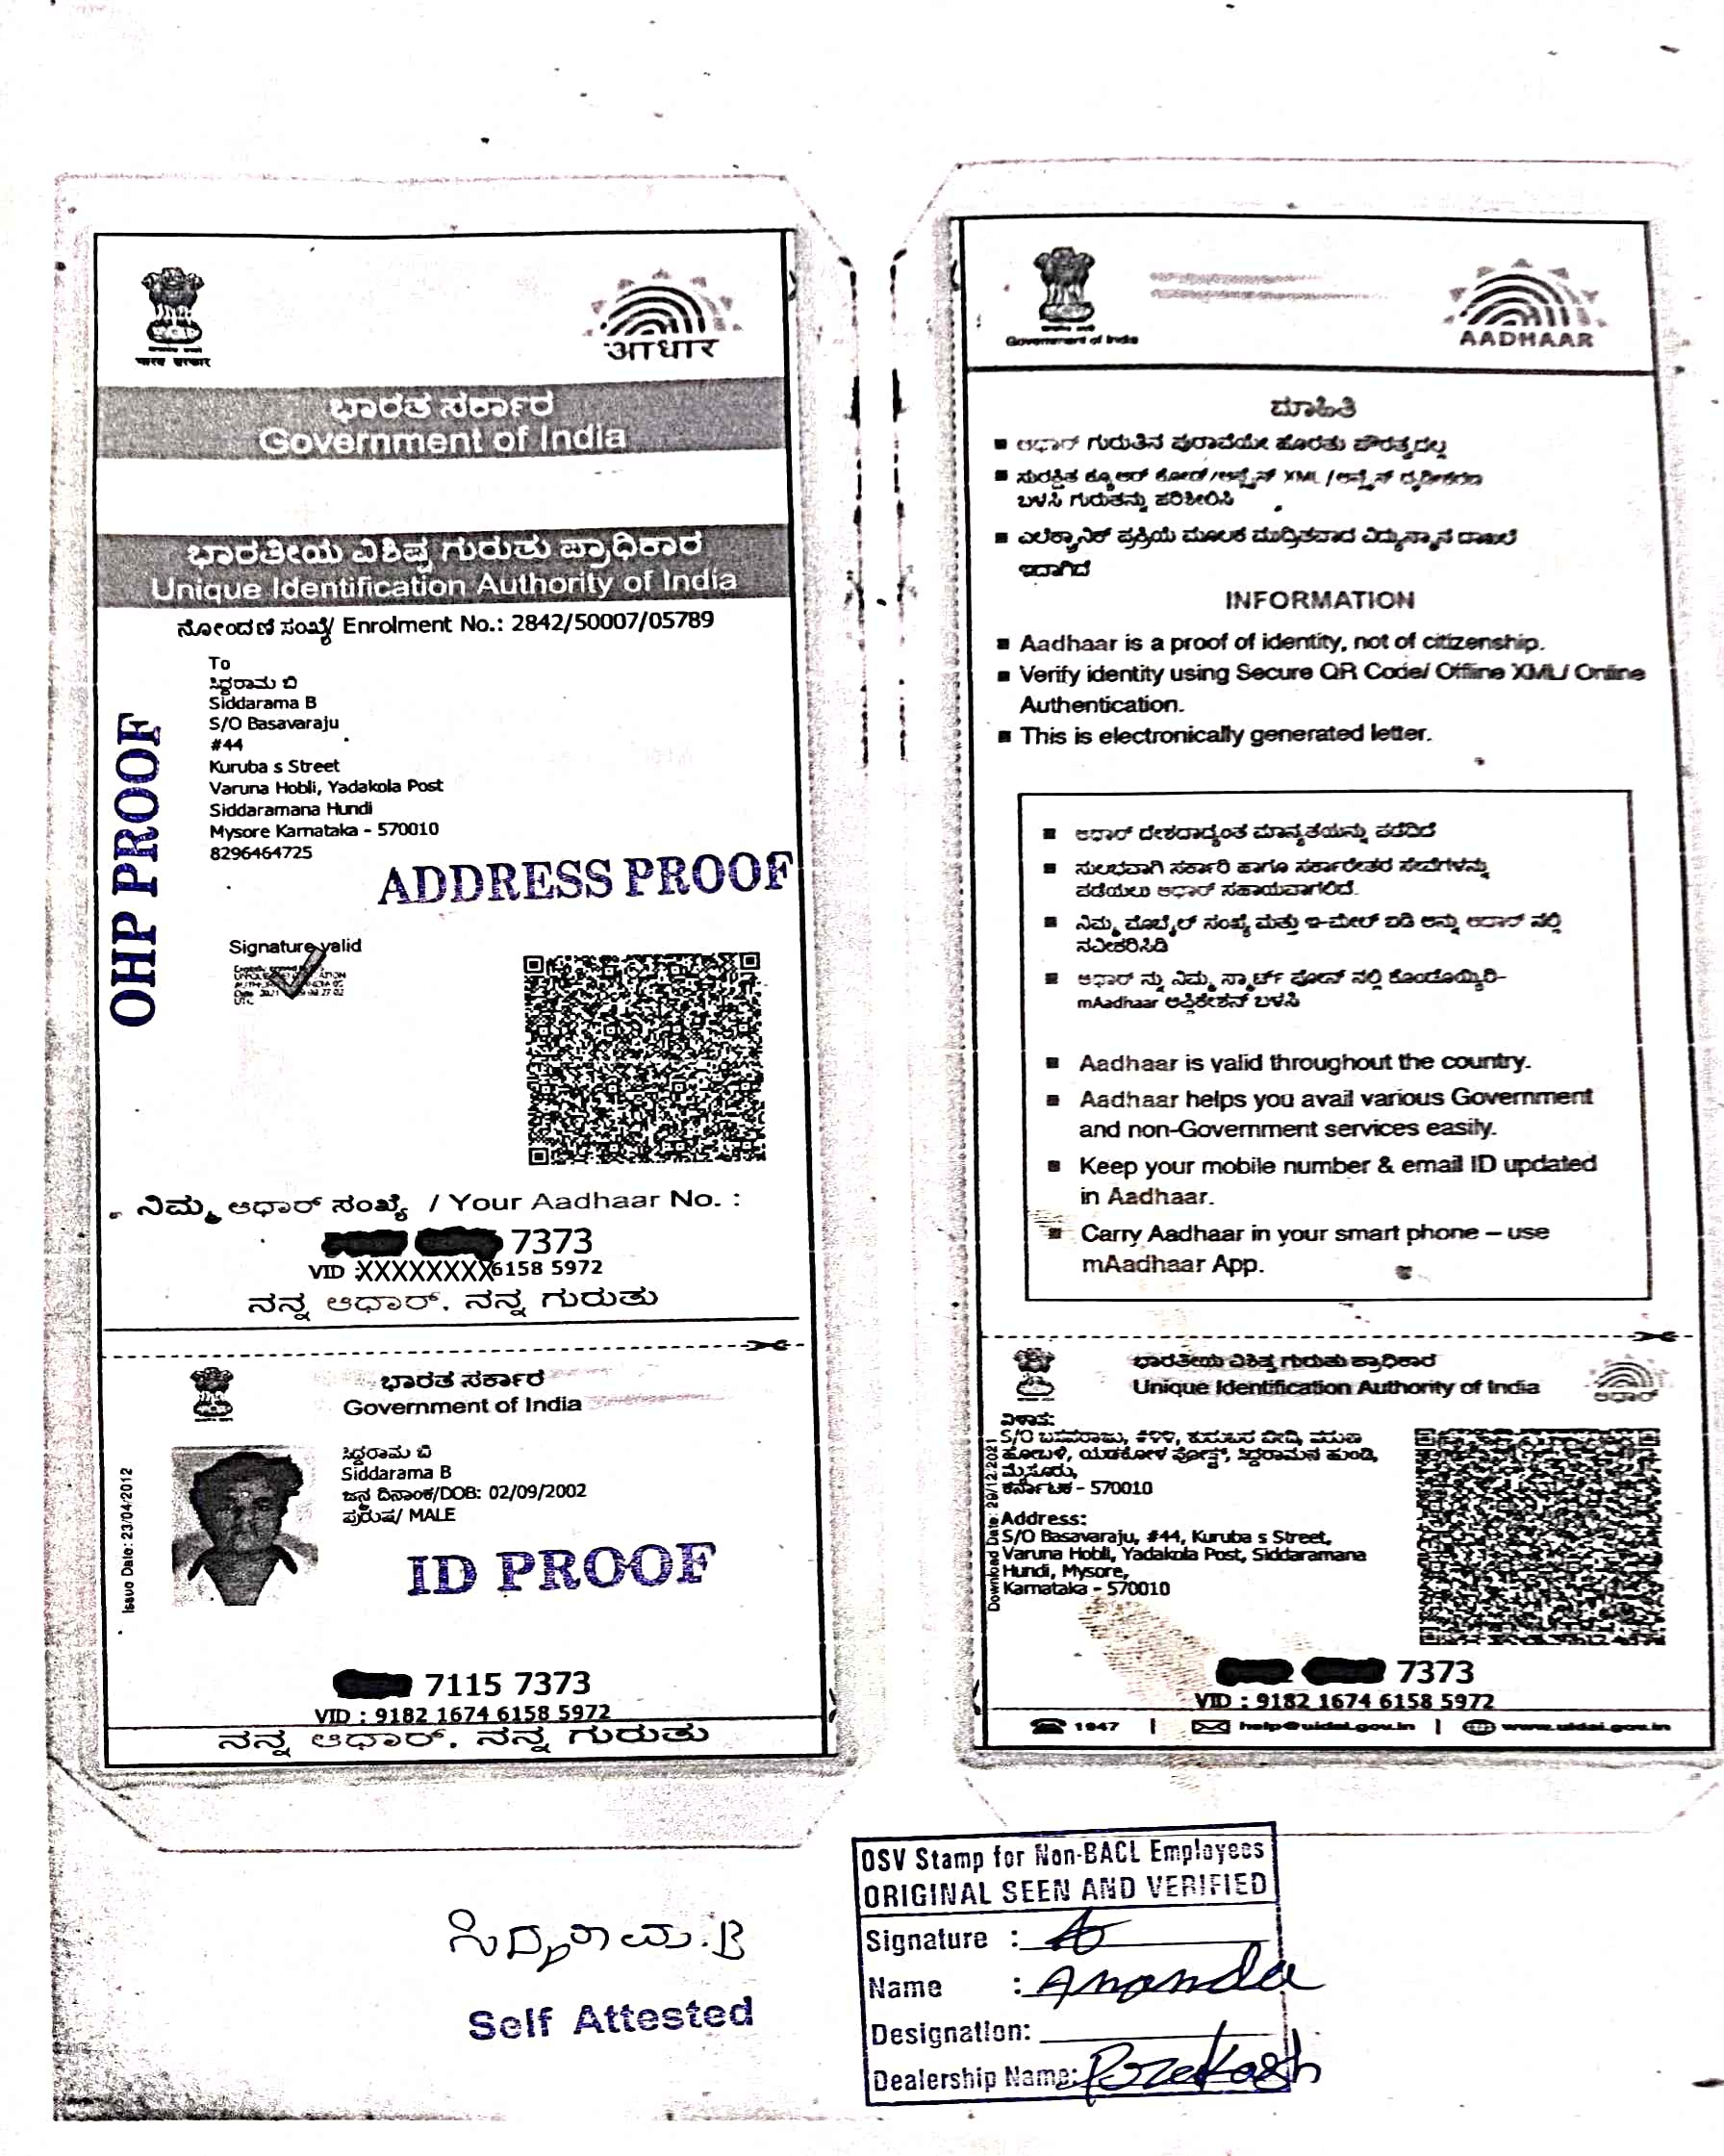 भारत सरकार
आधार
ಭಾರತ ಸರ್ಕಾರ
Government of India
ಭಾರತೀಯ ವಿಶಿಷ್ಟ ಗುರುತು ಪ್ರಾಧಿಕಾರ
Unique Identification Authority of India
ನೋಂದಣಿ ಸಂಖ್ಯೆ/ Enrolment No.: 2842/50007/05789
To
ಸಿದ್ದರಾಮ ಬಿ
Siddarama B
S/O Basavaraju
#44
Kuruba s Street
Varuna Hobli, Yadakola Post
Siddaramana Hundi
Mysore Karnataka - 570010
8296464725
OHP PROOF
ADDRESS PROOF
Signature valid
ನಿಮ್ಮ ಆಧಾರ್ ಸಂಖ್ಯೆ / Your Aadhaar No. :
7373
VID :XXXXXXXX6158 5972
ನನ್ನ ಆಧಾರ್, ನನ್ನ ಗುರುತು
ಭಾರತ ಸರ್ಕಾರ
Government of India
Issue Date: 23/04/2012
ಸಿದ್ದರಾಮ ಬಿ
Siddarama B
ಜನ್ಮ ದಿನಾಂಕ/DOB: 02/09/2002
ಪುರುಷ/ MALE
ID PROOF
7115 7373
VID : 9182 1674 6158 5972
ನನ್ನ ಆಧಾರ್, ನನ್ನ ಗುರುತು
Government of India
AADHAAR
ಮಾಹಿತಿ
■ ಆಧಾರ್ ಗುರುತಿನ ಪುರಾವೆಯೇ ಹೊರತು ಪೌರತ್ವದಲ್ಲ
■ ಸುರಕ್ಷಿತ ಕ್ಯೂಆರ್ ಕೋಡ್/ಆಫ್ಲೈನ್ XML /ಆನ್ಲೈನ್ ದೃಢೀಕರಣ
ಬಳಸಿ ಗುರುತನ್ನು ಪರಿಶೀಲಿಸಿ
■ ಎಲೆಕ್ಟ್ರಾನಿಕ್ ಪ್ರಕ್ರಿಯೆ ಮೂಲಕ ಮುದ್ರಿತವಾದ ವಿದ್ಯುನ್ಮಾನ ದಾಖಲೆ
ಇದಾಗಿದೆ
INFORMATION
■ Aadhaar is a proof of identity, not of citizenship.
■ Verify identity using Secure QR Code/ Offline XML/ Online
Authentication.
■ This is electronically generated letter.
■ ಆಧಾರ್ ದೇಶದಾದ್ಯಂತ ಮಾನ್ಯತೆಯನ್ನು ಪಡೆದಿದೆ
■ ಸುಲಭವಾಗಿ ಸರ್ಕಾರಿ ಹಾಗೂ ಸರ್ಕಾರೇತರ ಸೇವೆಗಳನ್ನು
ಪಡೆಯಲು ಆಧಾರ್ ಸಹಾಯವಾಗಲಿದೆ.
■ ನಿಮ್ಮ ಮೊಬೈಲ್ ಸಂಖ್ಯೆ ಮತ್ತು ಇ-ಮೇಲ್ ಐಡಿ ಅನ್ನು ಆಧಾರ್ ನಲ್ಲಿ
ನವೀಕರಿಸಿಡಿ
■ ಆಧಾರ್ ನ್ನು ನಿಮ್ಮ ಸ್ಮಾರ್ಟ್ ಫೋನ್ ನಲ್ಲಿ ಕೊಂಡೊಯ್ಯಿರಿ-
mAadhaar ಅಪ್ಲಿಕೇಶನ್ ಬಳಸಿ
■ Aadhaar is valid throughout the country.
■ Aadhaar helps you avail various Government
and non-Government services easily.
■ Keep your mobile number & email ID updated
in Aadhaar.
■ Carry Aadhaar in your smart phone – use
mAadhaar App.
ಭಾರತೀಯ ವಿಶಿಷ್ಟ ಗುರುತು ಪ್ರಾಧಿಕಾರ
Unique Identification Authority of India
ಆಧಾರ್
Download Date: 29/12/2021
ವಿಳಾಸ:
S/O ಬಸವರಾಜು, #೪೪, ಕುರುಬರ ಬೀದಿ, ವರುಣ
ಹೋಬಳಿ, ಯಡಕೋಳ ಪೋಸ್ಟ್, ಸಿದ್ದರಾಮನ ಹುಂಡಿ,
ಮೈಸೂರು,
ಕರ್ನಾಟಕ - 570010
Address:
S/O Basavaraju, #44, Kuruba s Street,
Varuna Hobli, Yadakola Post, Siddaramana
Hundi, Mysore,
Karnataka - 570010
7373
VID : 9182 1674 6158 5972
1947 | help@uidai.gov.in | www.uidai.gov.in
ಸಿದ್ದರಾಮ.B
Self Attested
OSV Stamp for Non-BACL Employees
ORIGINAL SEEN AND VERIFIED
Signature :
Name : Ananda
Designation:
Dealership Name: Prakash